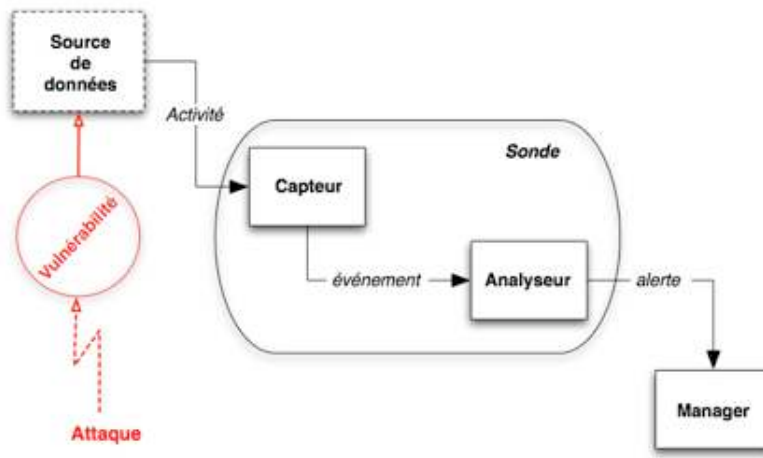 Source
de
données
Activité
Sonde
Capteur
Vulnérabilité
événement
Analyseur
alerte
Manager
Attaque